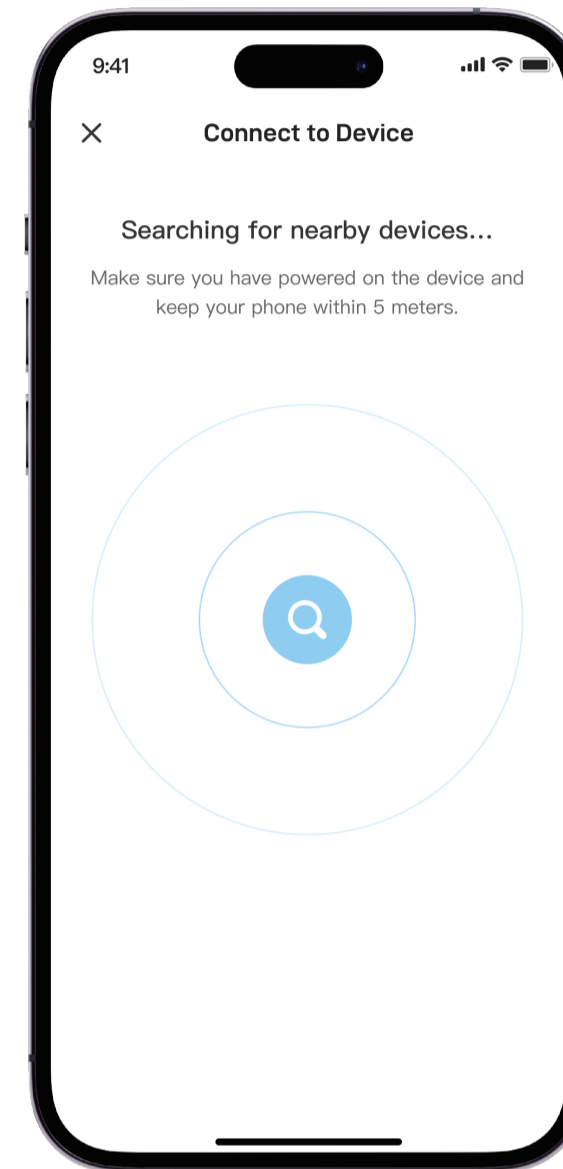 9:41
Connect to Device
Searching for nearby devices...
Make sure you have powered on the device and
keep your phone within 5 meters.